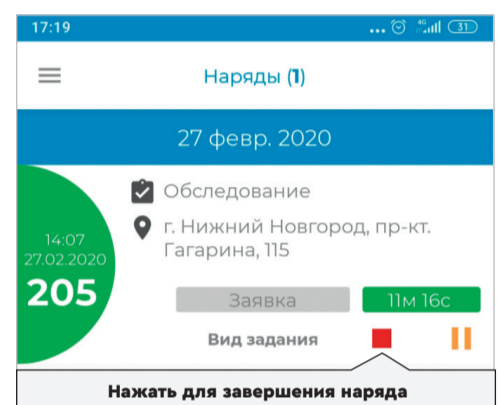 17:19 4G 31
Наряды (1)
27 февр. 2020
Обследование
г. Нижний Новгород, пр-кт.
Гагарина, 115
14:07
27.02.2020
205
Заявка 11м 16с
Вид задания
Нажать для завершения наряда